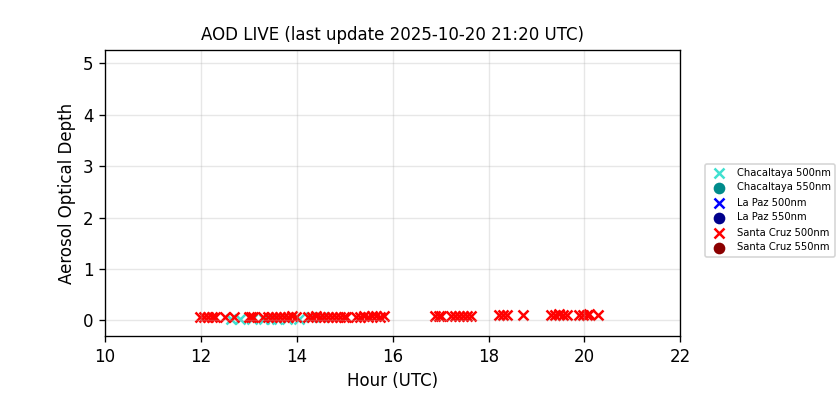 AOD LIVE (last update 2025-10-20 21:20 UTC)
Aerosol Optical Depth
5
4
3
2
1
0
10 12 14 16 18 20 22
Hour (UTC)
Chacaltaya 500nm
Chacaltaya 550nm
La Paz 500nm
La Paz 550nm
Santa Cruz 500nm
Santa Cruz 550nm